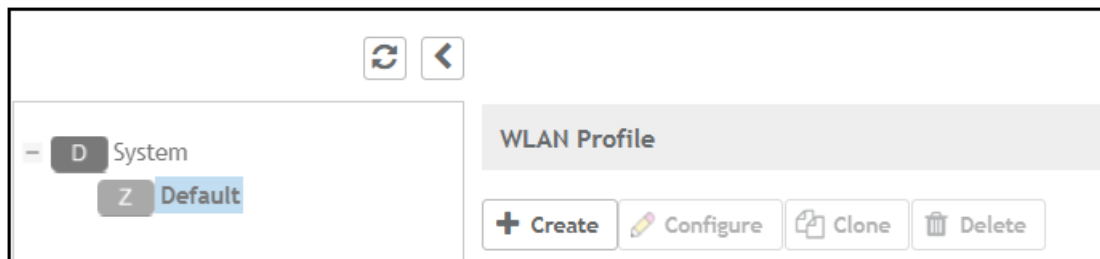 WLAN Profile
D System
Z Default
Create Configure Clone Delete